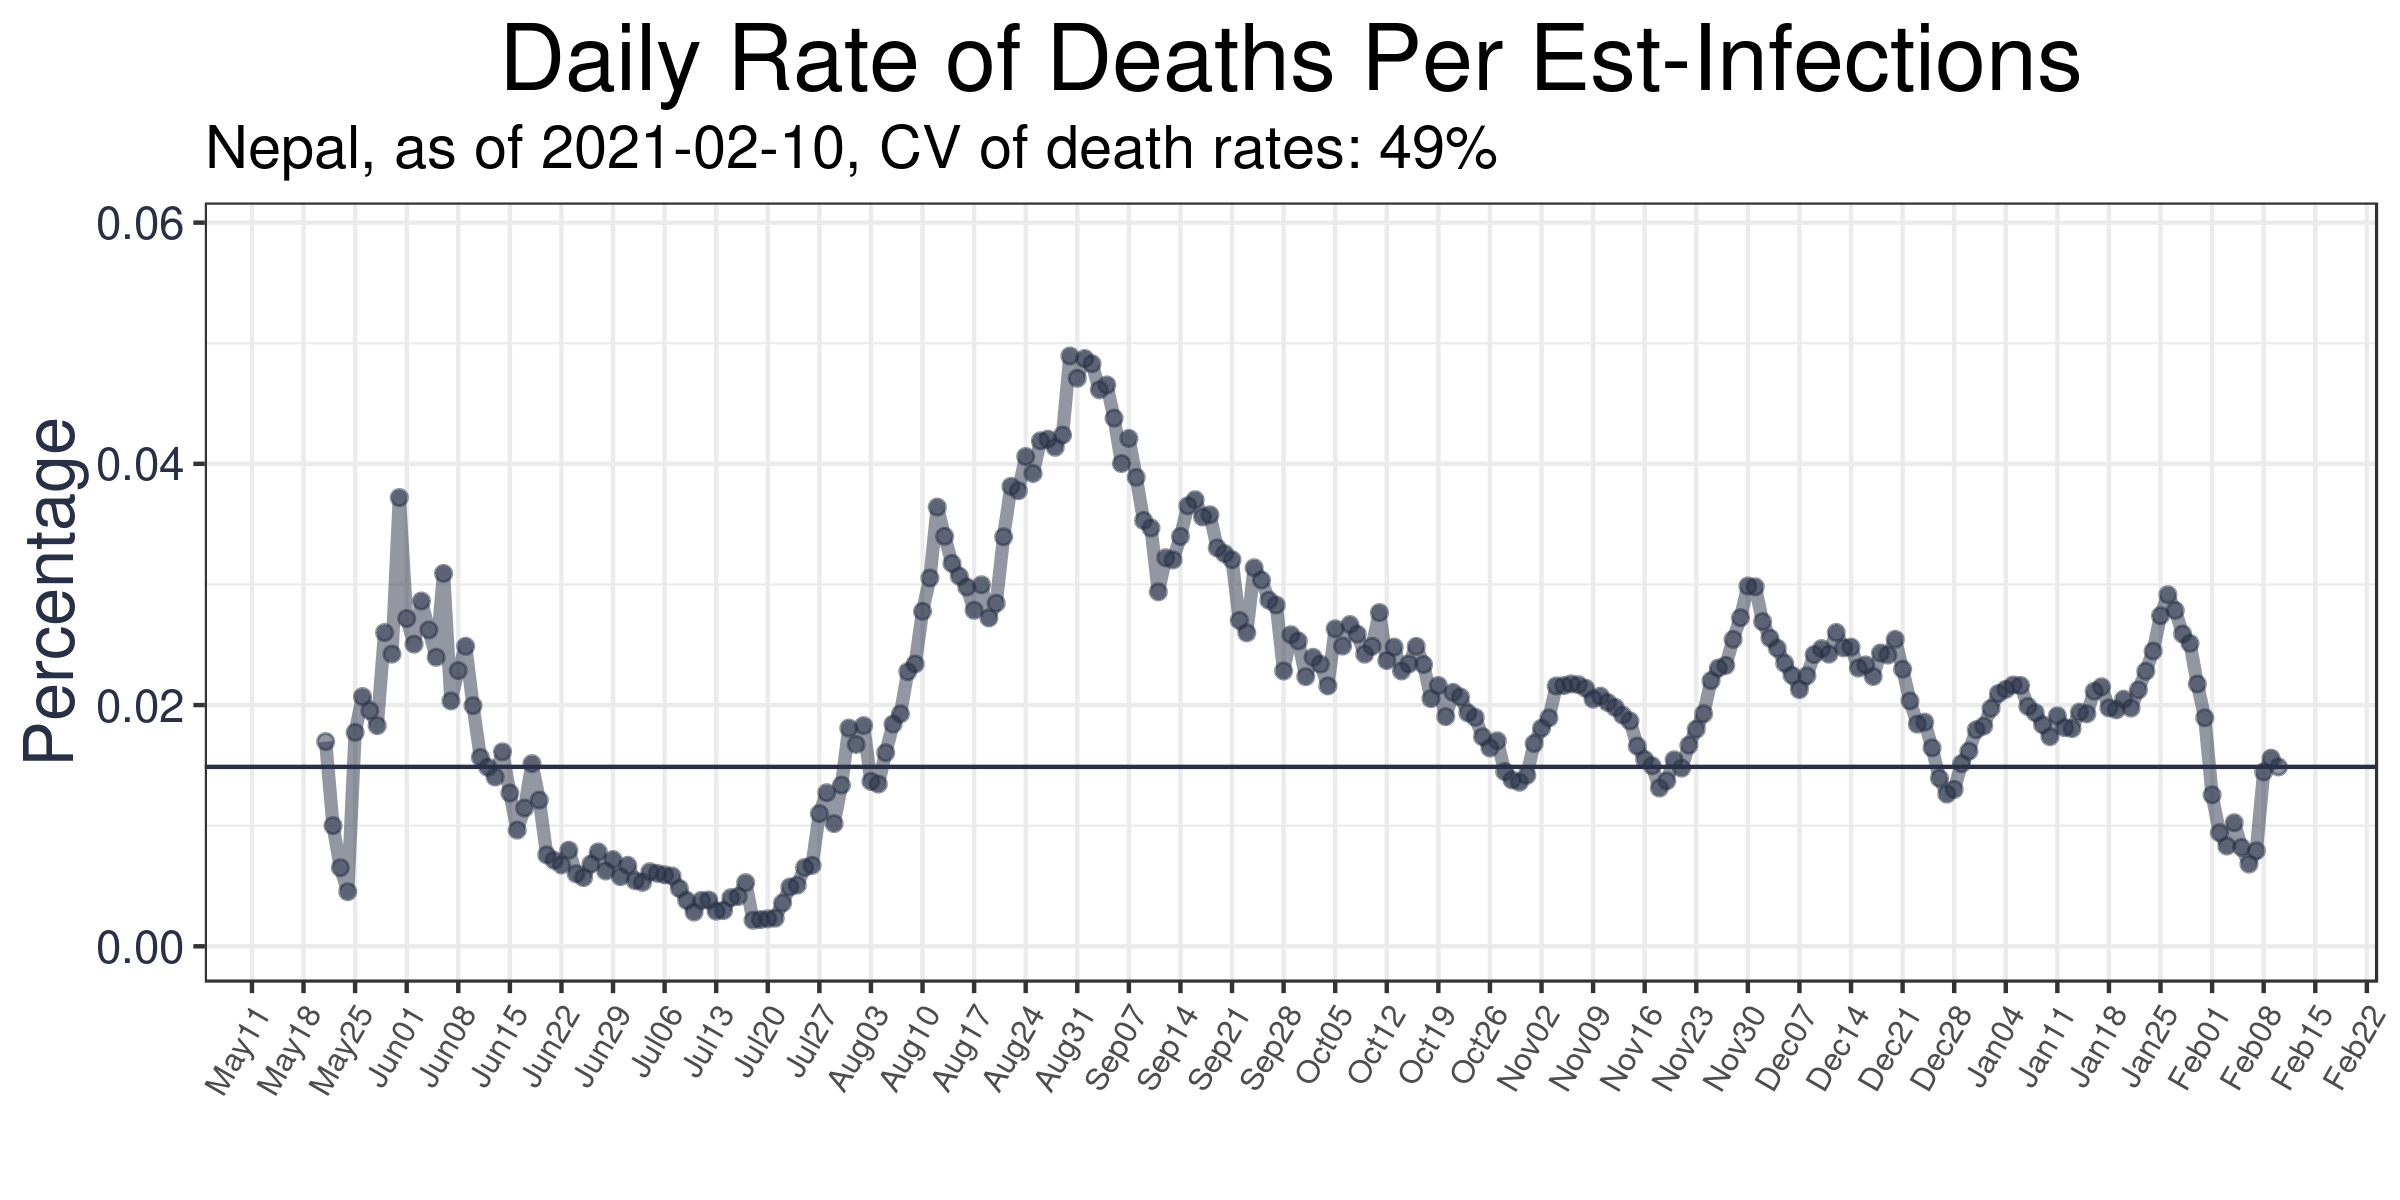 Daily Rate of Deaths Per Est-Infections
Nepal, as of 2021-02-10, CV of death rates: 49%
Percentage
0.06
0.04
0.02
0.00
May11
May18
May25
Jun01
Jun08
Jun15
Jun22
Jun29
Jul06
Jul13
Jul20
Jul27
Aug03
Aug10
Aug17
Aug24
Aug31
Sep07
Sep14
Sep21
Sep28
Oct05
Oct12
Oct19
Oct26
Nov02
Nov09
Nov16
Nov23
Nov30
Dec07
Dec14
Dec21
Dec28
Jan04
Jan11
Jan18
Jan25
Feb01
Feb08
Feb15
Feb22